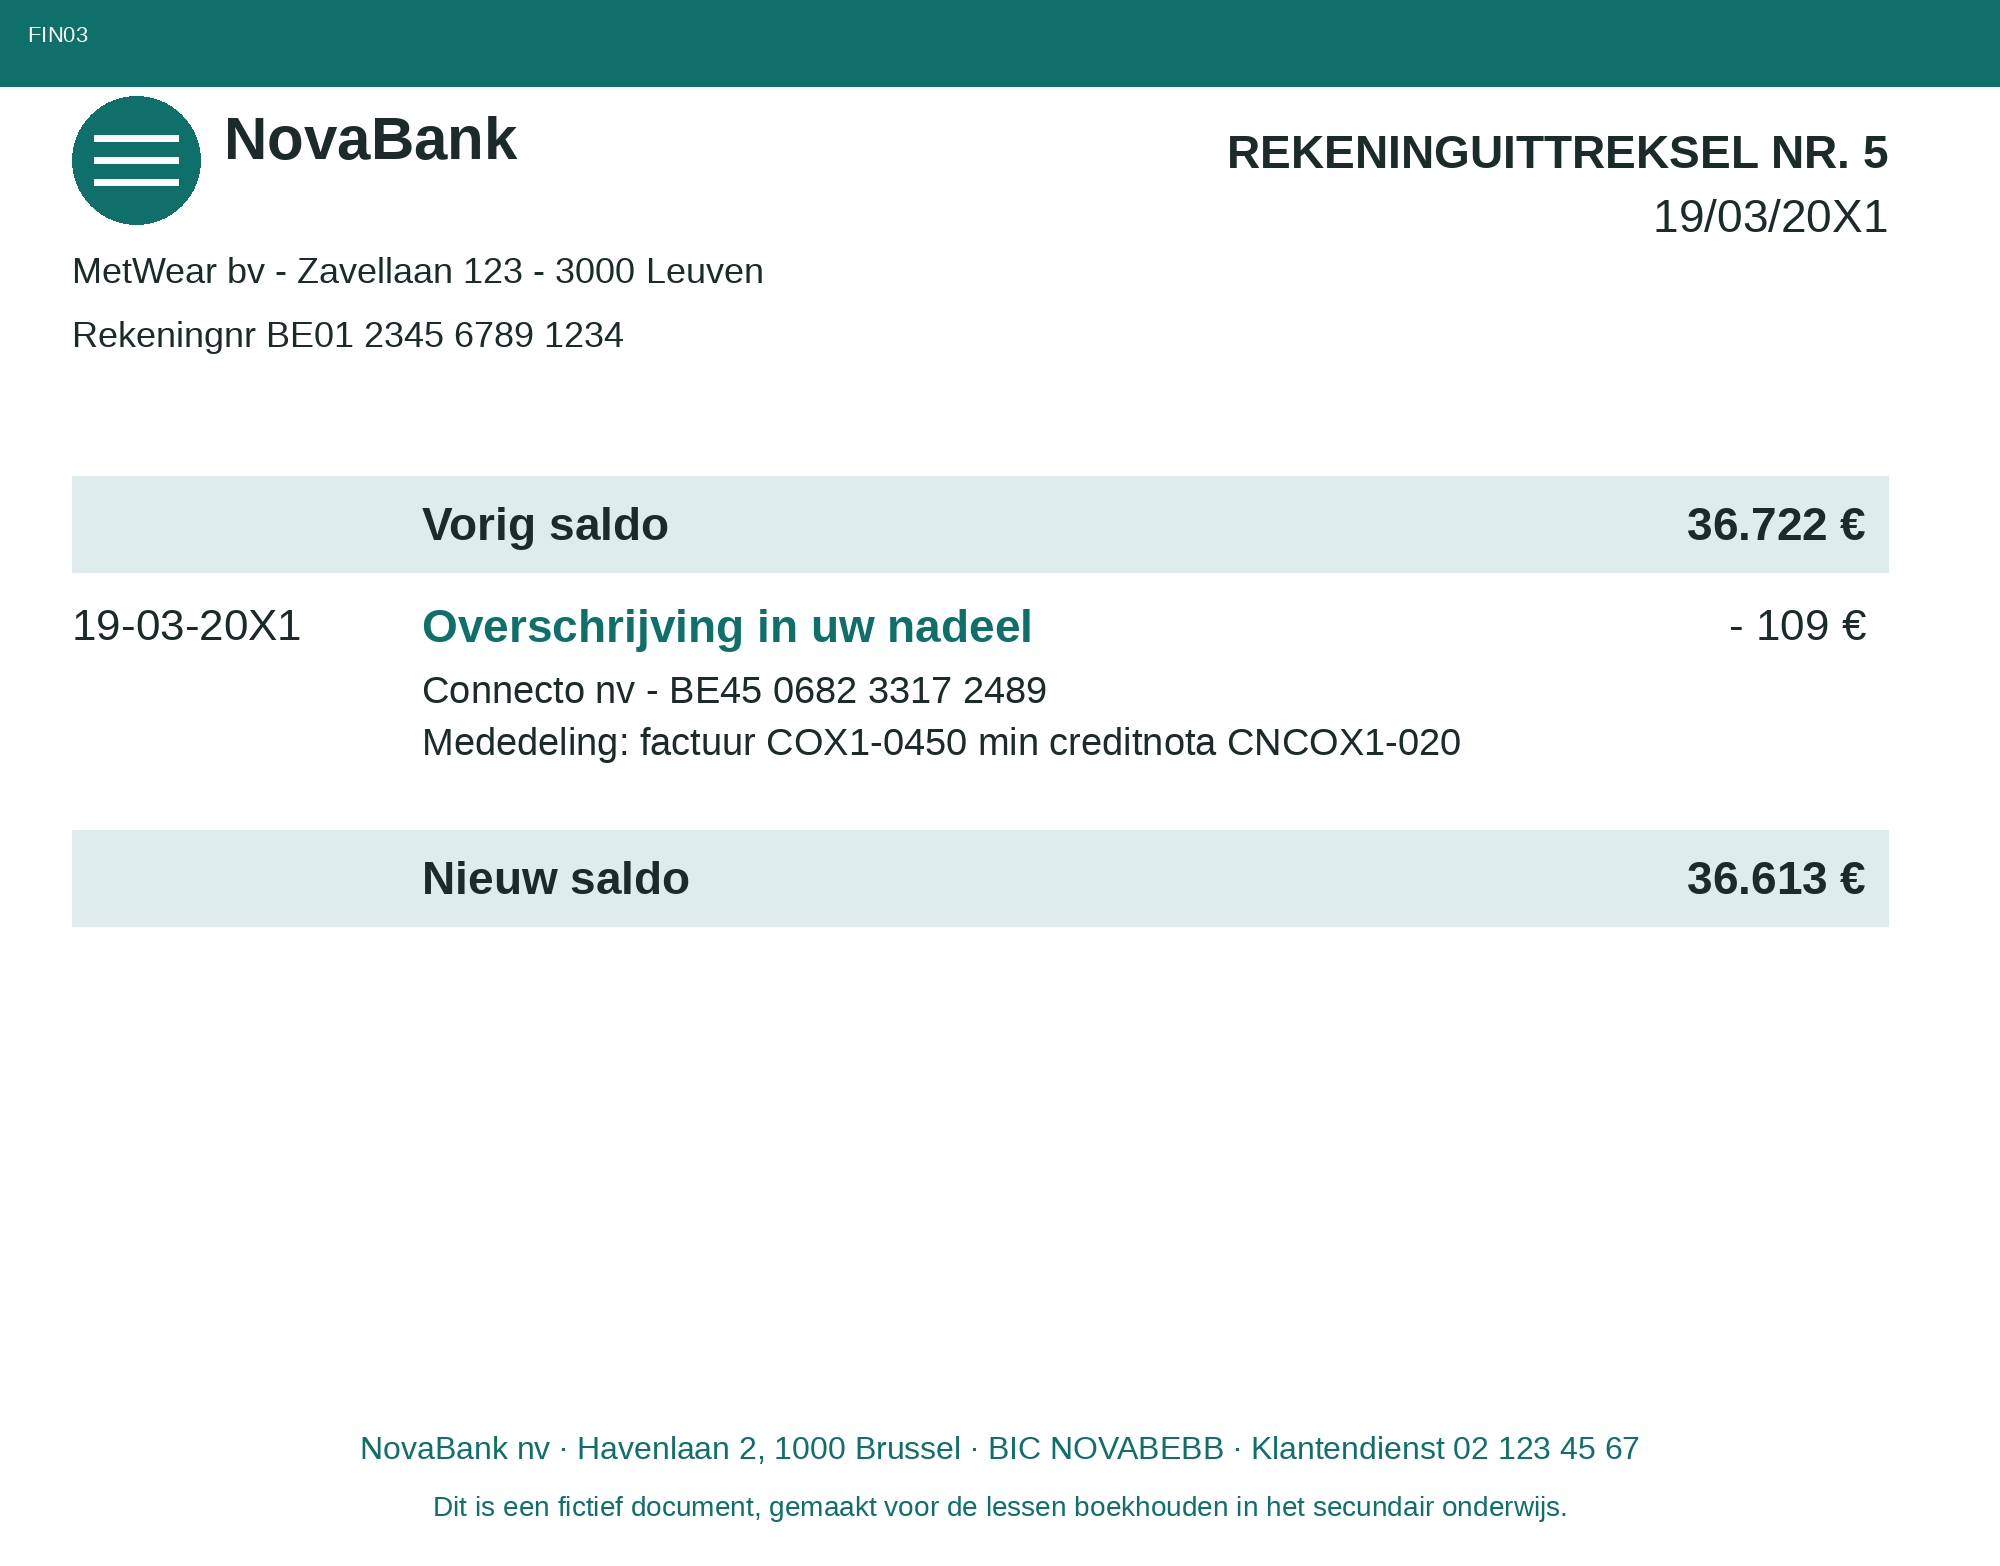 FIN03
NovaBank
REKENINGUITTREKSEL NR. 5
19/03/20X1
MetWear bv - Zavellaan 123 - 3000 Leuven
Rekeningnr BE01 2345 6789 1234
Vorig saldo 36.722 €
19-03-20X1 Overschrijving in uw nadeel - 109 €
Connecto nv - BE45 0682 3317 2489
Mededeling: factuur COX1-0450 min creditnota CNCOX1-020
Nieuw saldo 36.613 €
NovaBank nv · Havenlaan 2, 1000 Brussel · BIC NOVABEBB · Klantendienst 02 123 45 67
Dit is een fictief document, gemaakt voor de lessen boekhouden in het secundair onderwijs.